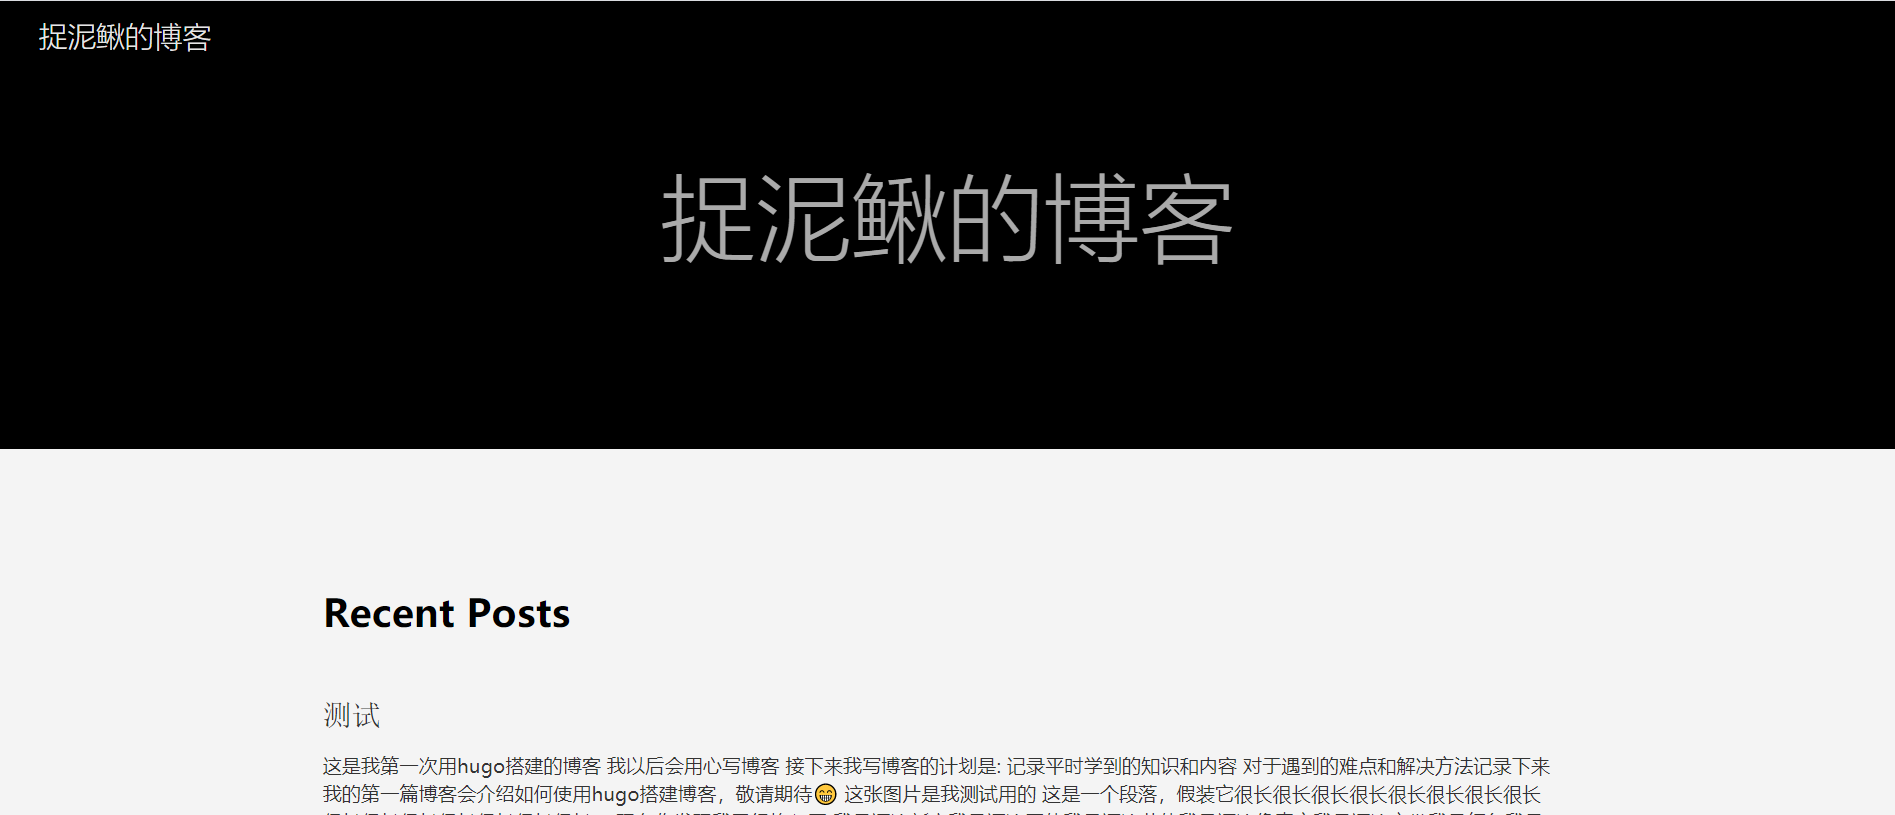 捉泥鳅的博客
捉泥鳅的博客
Recent Posts
测试
这是我第一次用hugo搭建的博客 我以后会用心写博客 接下来我写博客的计划是: 记录平时学到的知识和内容 对于遇到的难点和解决方法记录下来
我的第一篇博客会介绍如何使用hugo搭建博客，敬请期待😁 这张图片是我测试用的 这是一个段落，假装它很长很长很长很长很长很长很长很长